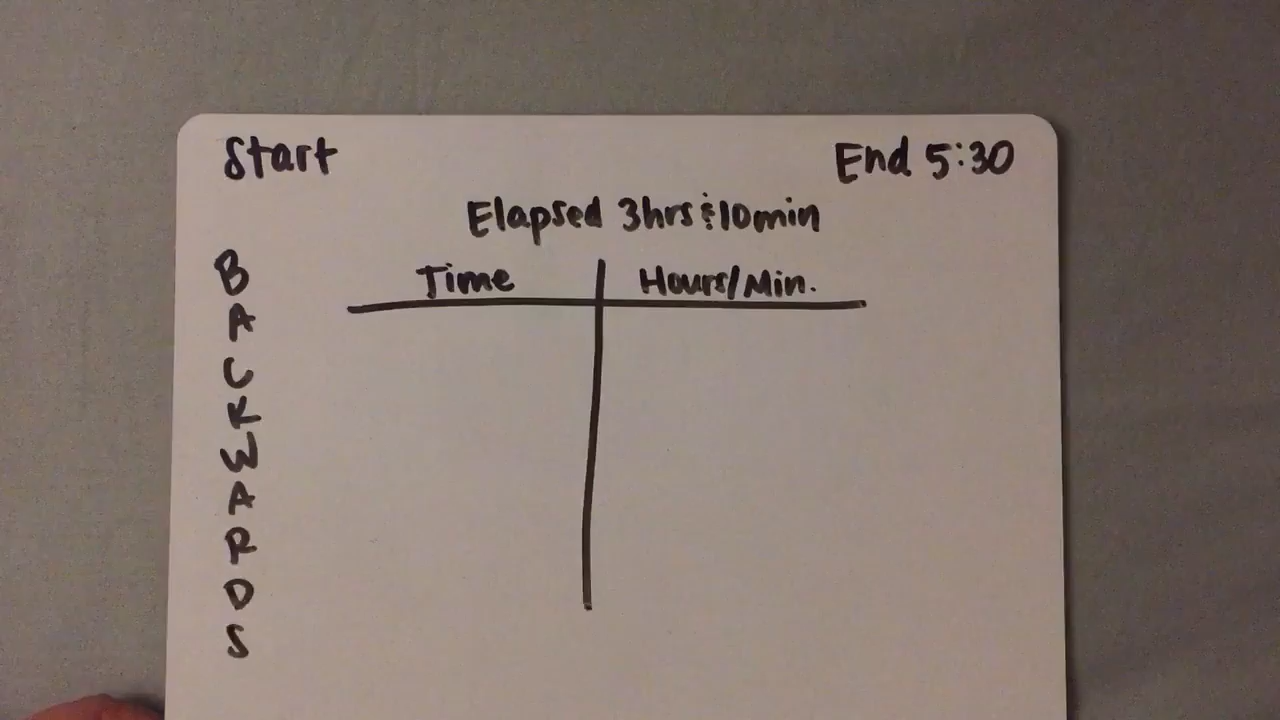 Start
End 5:30
Elapsed 3hrs & 10min
Time
Hours/Min.
B
A
C
K
W
A
R
D
S